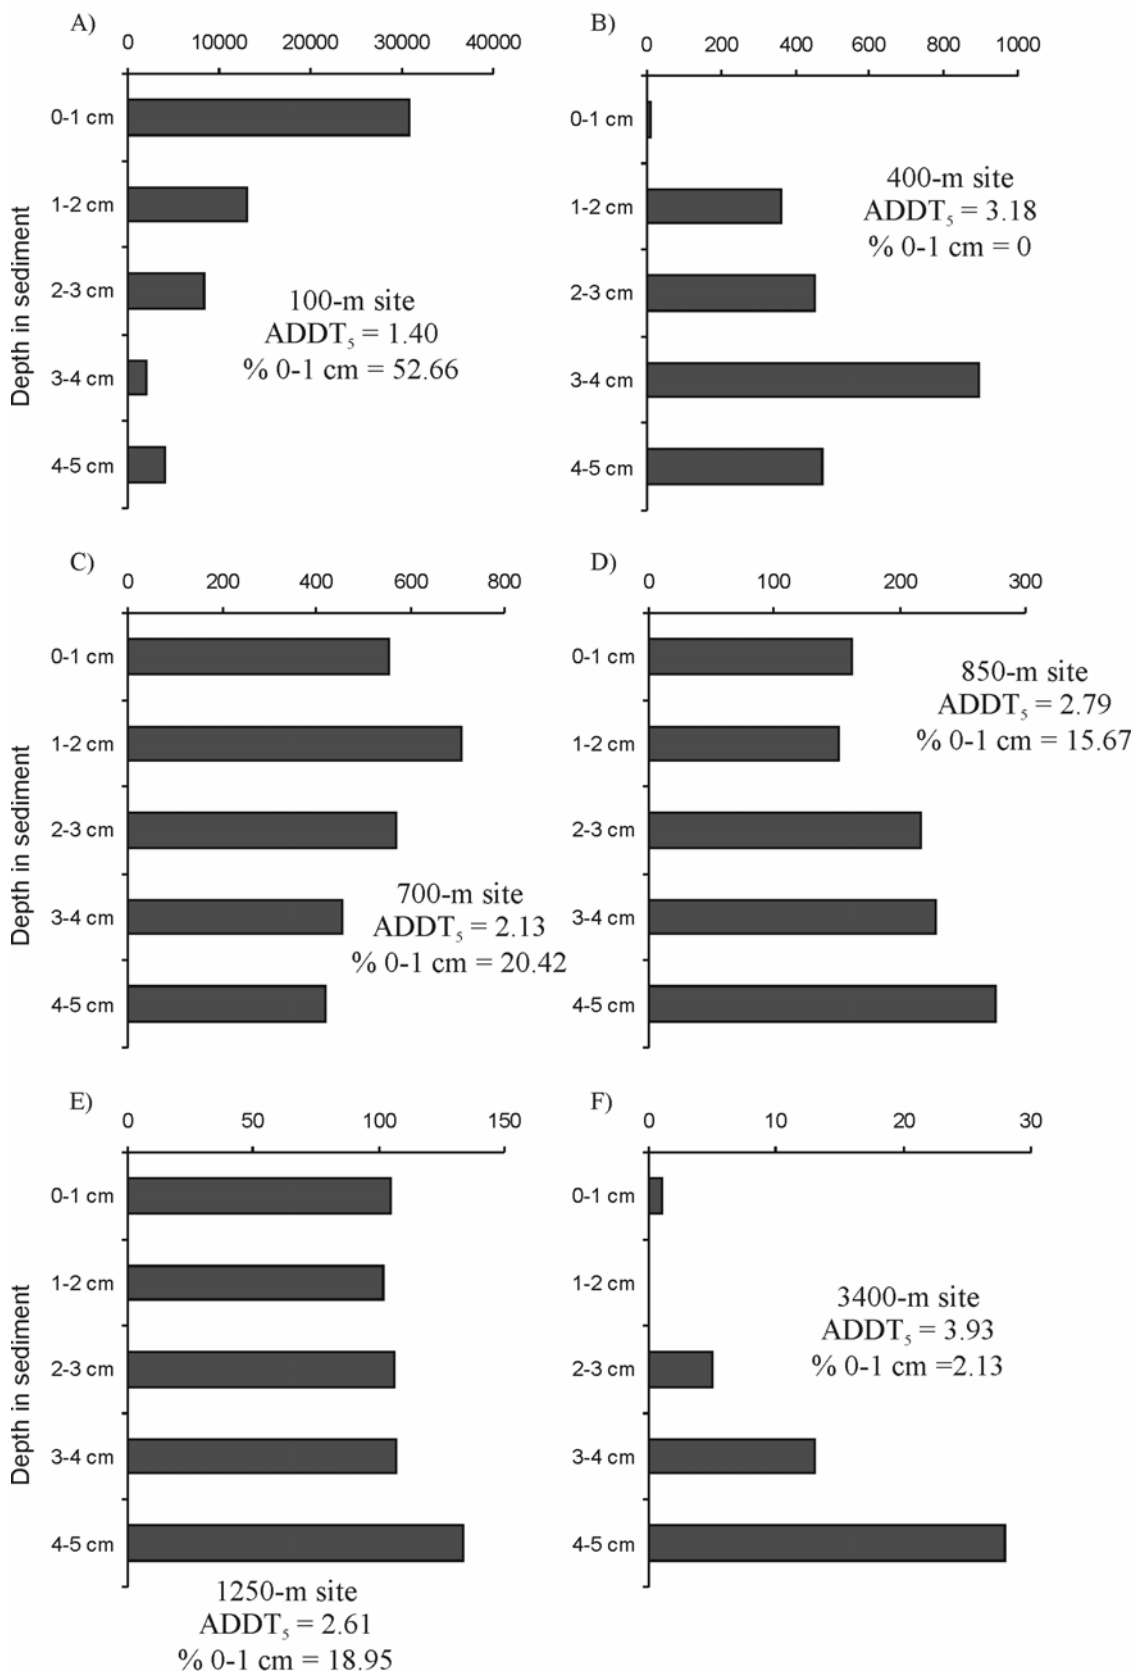 A)
0 10000 20000 30000 40000
Depth in sediment
0-1 cm
1-2 cm
2-3 cm
3-4 cm
4-5 cm
100-m site
ADDT₅ = 1.40
% 0-1 cm = 52.66
B)
0 200 400 600 800 1000
0-1 cm
1-2 cm
2-3 cm
3-4 cm
4-5 cm
400-m site
ADDT₅ = 3.18
% 0-1 cm = 0
C)
0 200 400 600 800
Depth in sediment
0-1 cm
1-2 cm
2-3 cm
3-4 cm
4-5 cm
700-m site
ADDT₅ = 2.13
% 0-1 cm = 20.42
D)
0 100 200 300
0-1 cm
1-2 cm
2-3 cm
3-4 cm
4-5 cm
850-m site
ADDT₅ = 2.79
% 0-1 cm = 15.67
E)
0 50 100 150
Depth in sediment
0-1 cm
1-2 cm
2-3 cm
3-4 cm
4-5 cm
1250-m site
ADDT₅ = 2.61
% 0-1 cm = 18.95
F)
0 10 20 30
0-1 cm
1-2 cm
2-3 cm
3-4 cm
4-5 cm
3400-m site
ADDT₅ = 3.93
% 0-1 cm =2.13